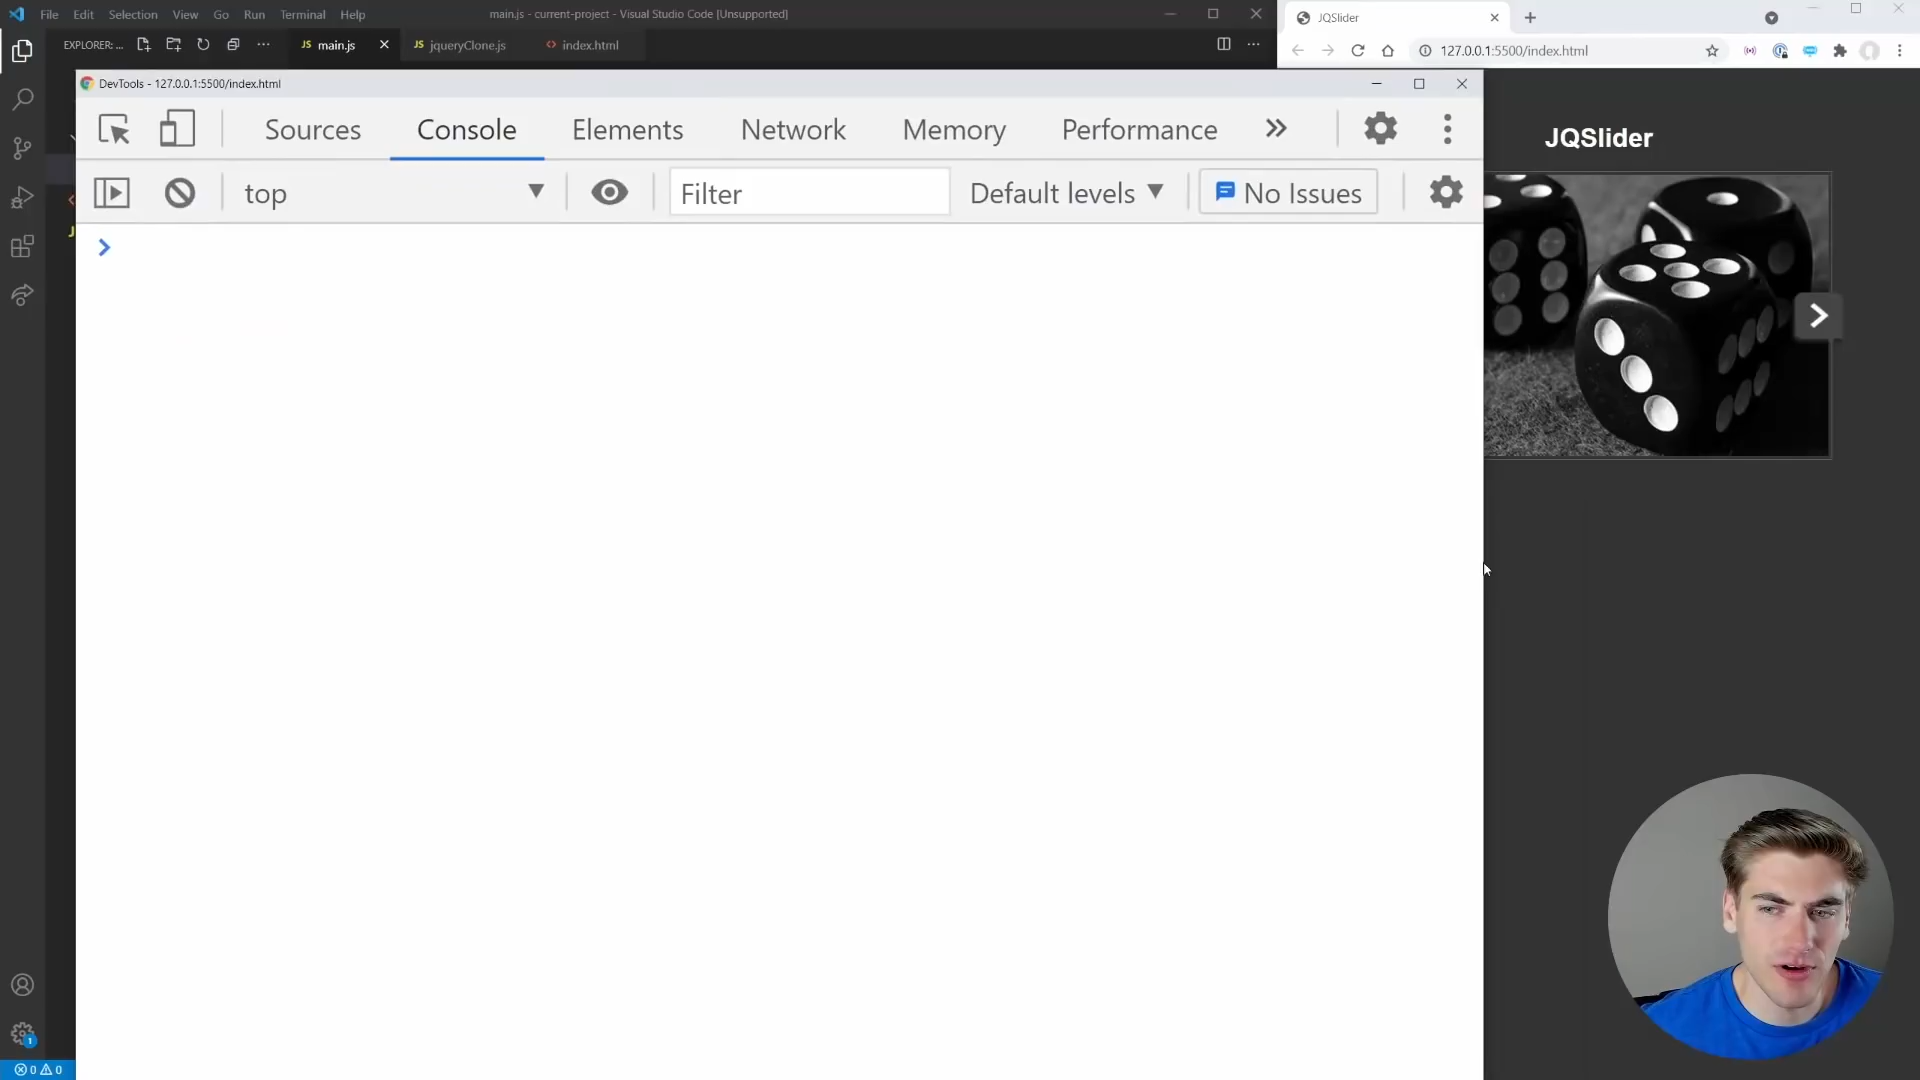 File Edit Selection View Go Run Terminal Help
main.js - current-project - Visual Studio Code [Unsupported]
JQSlider
EXPLORER: ...
JS main.js
JS jqueryClone.js
<> index.html
127.0.0.1:5500/index.html
DevTools - 127.0.0.1:5500/index.html
Sources Console Elements Network Memory Performance
top
Filter
Default levels
No Issues
JQSlider
1
0 0